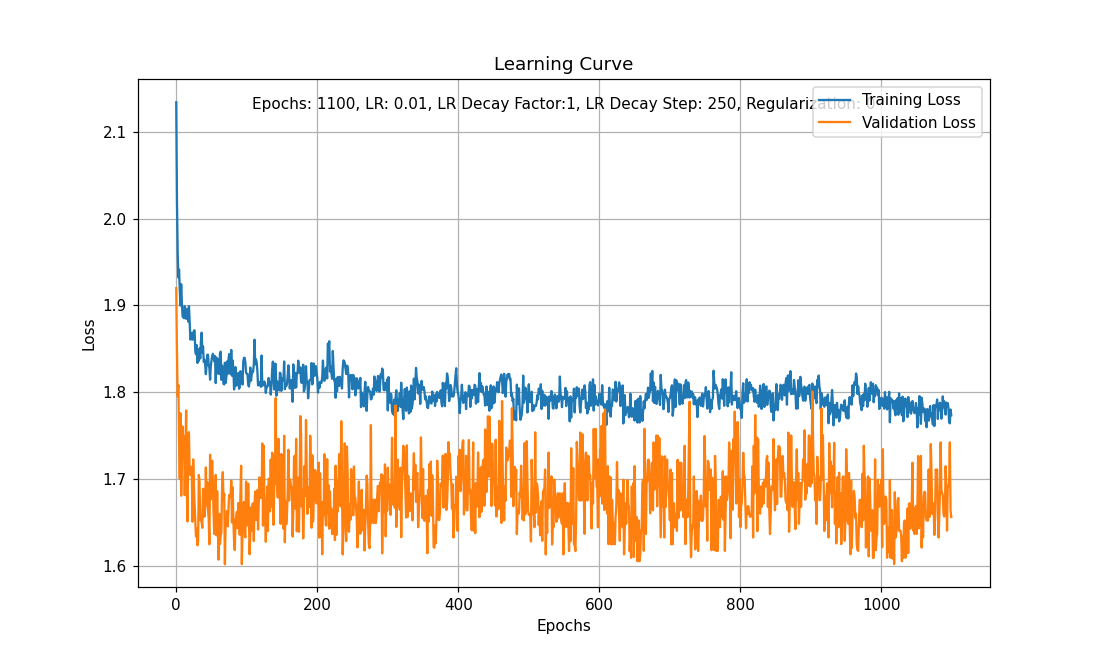 Learning Curve
Epochs: 1100, LR: 0.01, LR Decay Factor:1, LR Decay Step: 250, Regularization: 0
Training Loss
Validation Loss
2.1
2.0
1.9
1.8
1.7
1.6
Loss
0 200 400 600 800 1000
Epochs